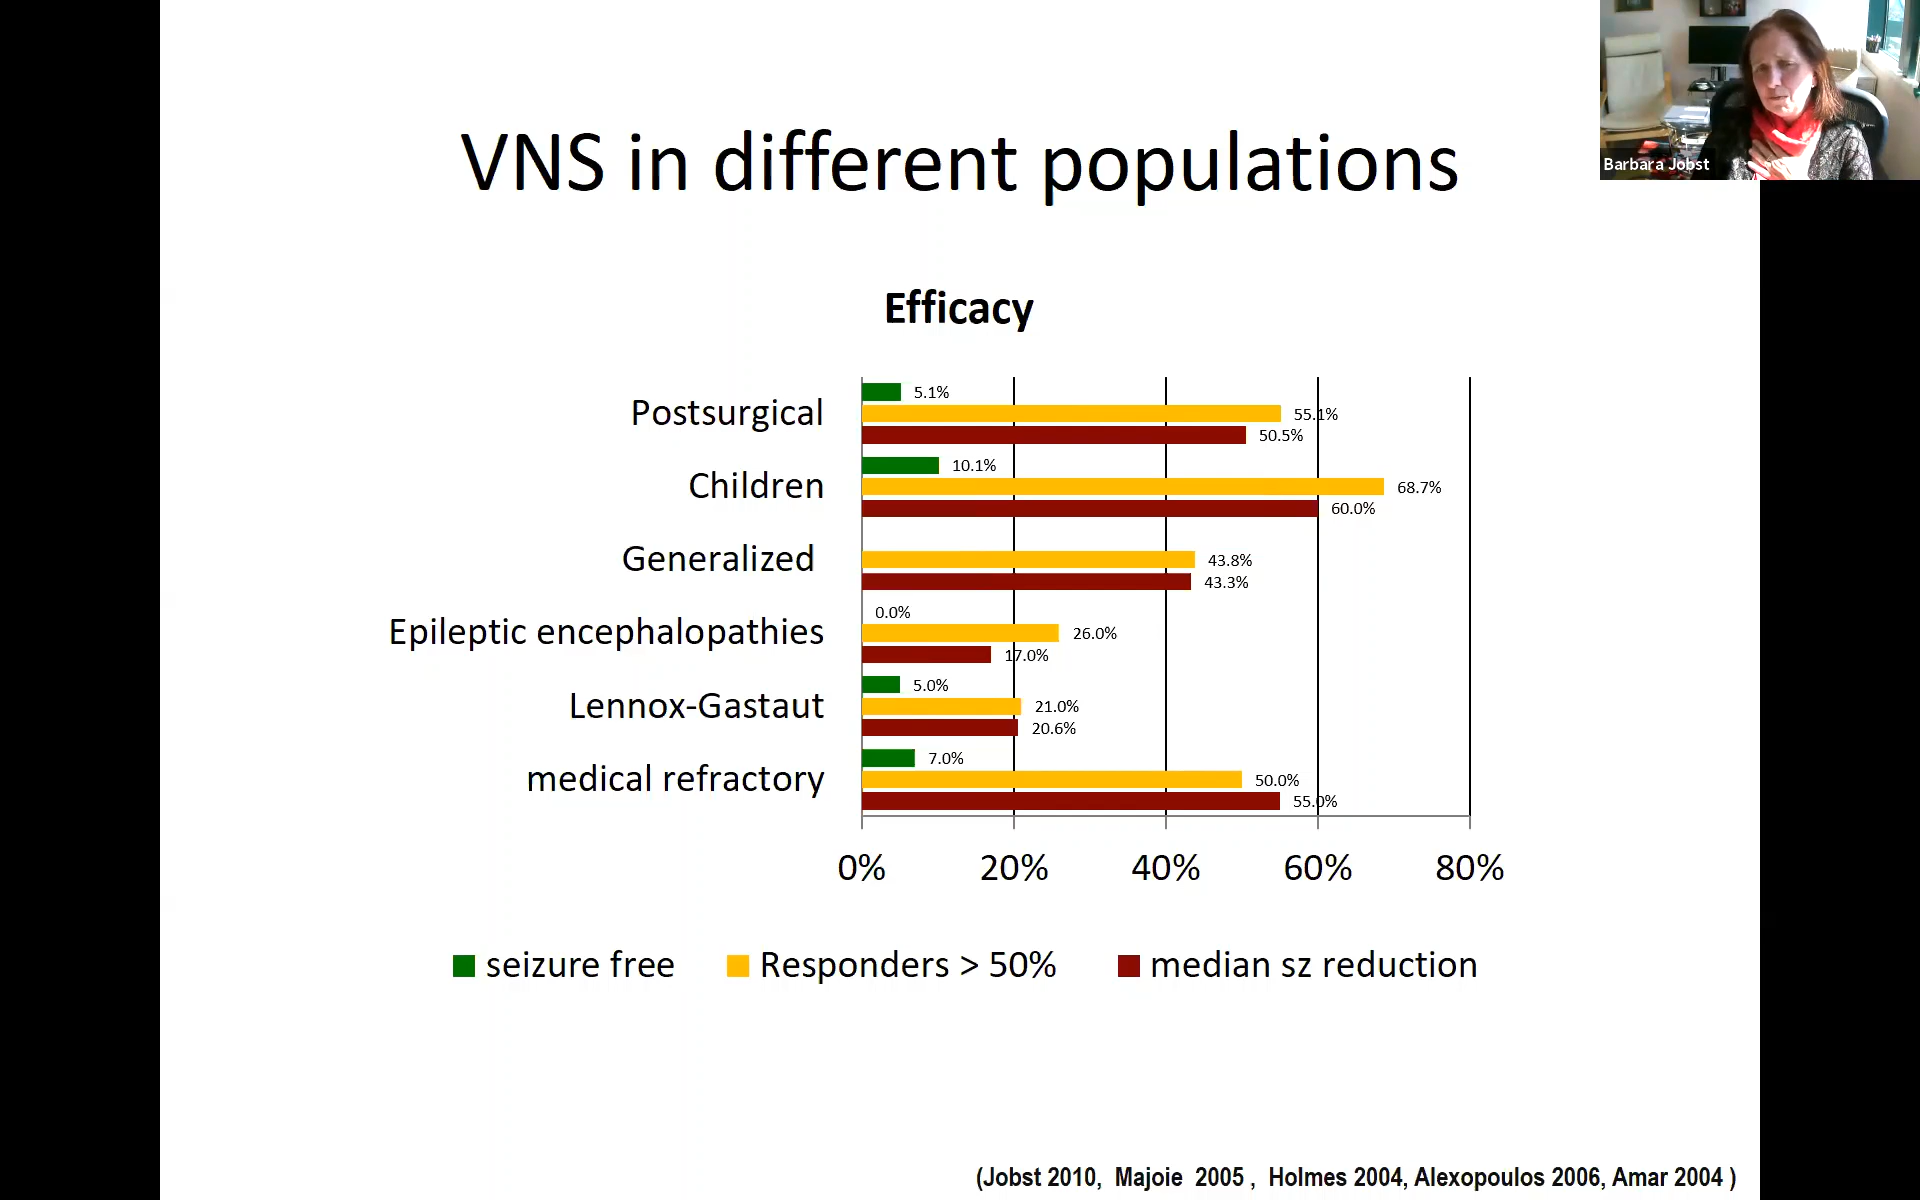 Barbara Jobst
VNS in different populations
Efficacy
Postsurgical
5.1%
55.1%
50.5%
Children
10.1%
68.7%
60.0%
Generalized
43.8%
43.3%
Epileptic encephalopathies
0.0%
26.0%
17.0%
Lennox-Gastaut
5.0%
21.0%
20.6%
medical refractory
7.0%
50.0%
55.0%
0% 20% 40% 60% 80%
seizure free Responders > 50% median sz reduction
(Jobst 2010, Majoie 2005 , Holmes 2004, Alexopoulos 2006, Amar 2004 )